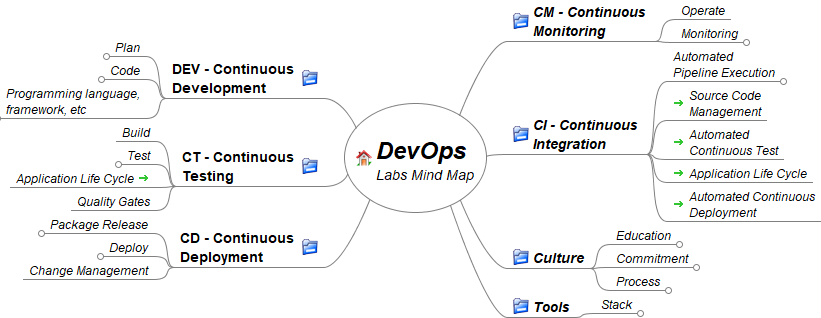 DevOps
Labs Mind Map
DEV - Continuous
Development
Plan
Code
Programming language,
framework, etc
CT - Continuous
Testing
Build
Test
Application Life Cycle
Quality Gates
CD - Continuous
Deployment
Package Release
Deploy
Change Management
CM - Continuous
Monitoring
Operate
Monitoring
CI - Continuous
Integration
Automated
Pipeline Execution
Source Code
Management
Automated
Continuous Test
Application Life Cycle
Automated Continuous
Deployment
Culture
Education
Commitment
Process
Tools
Stack